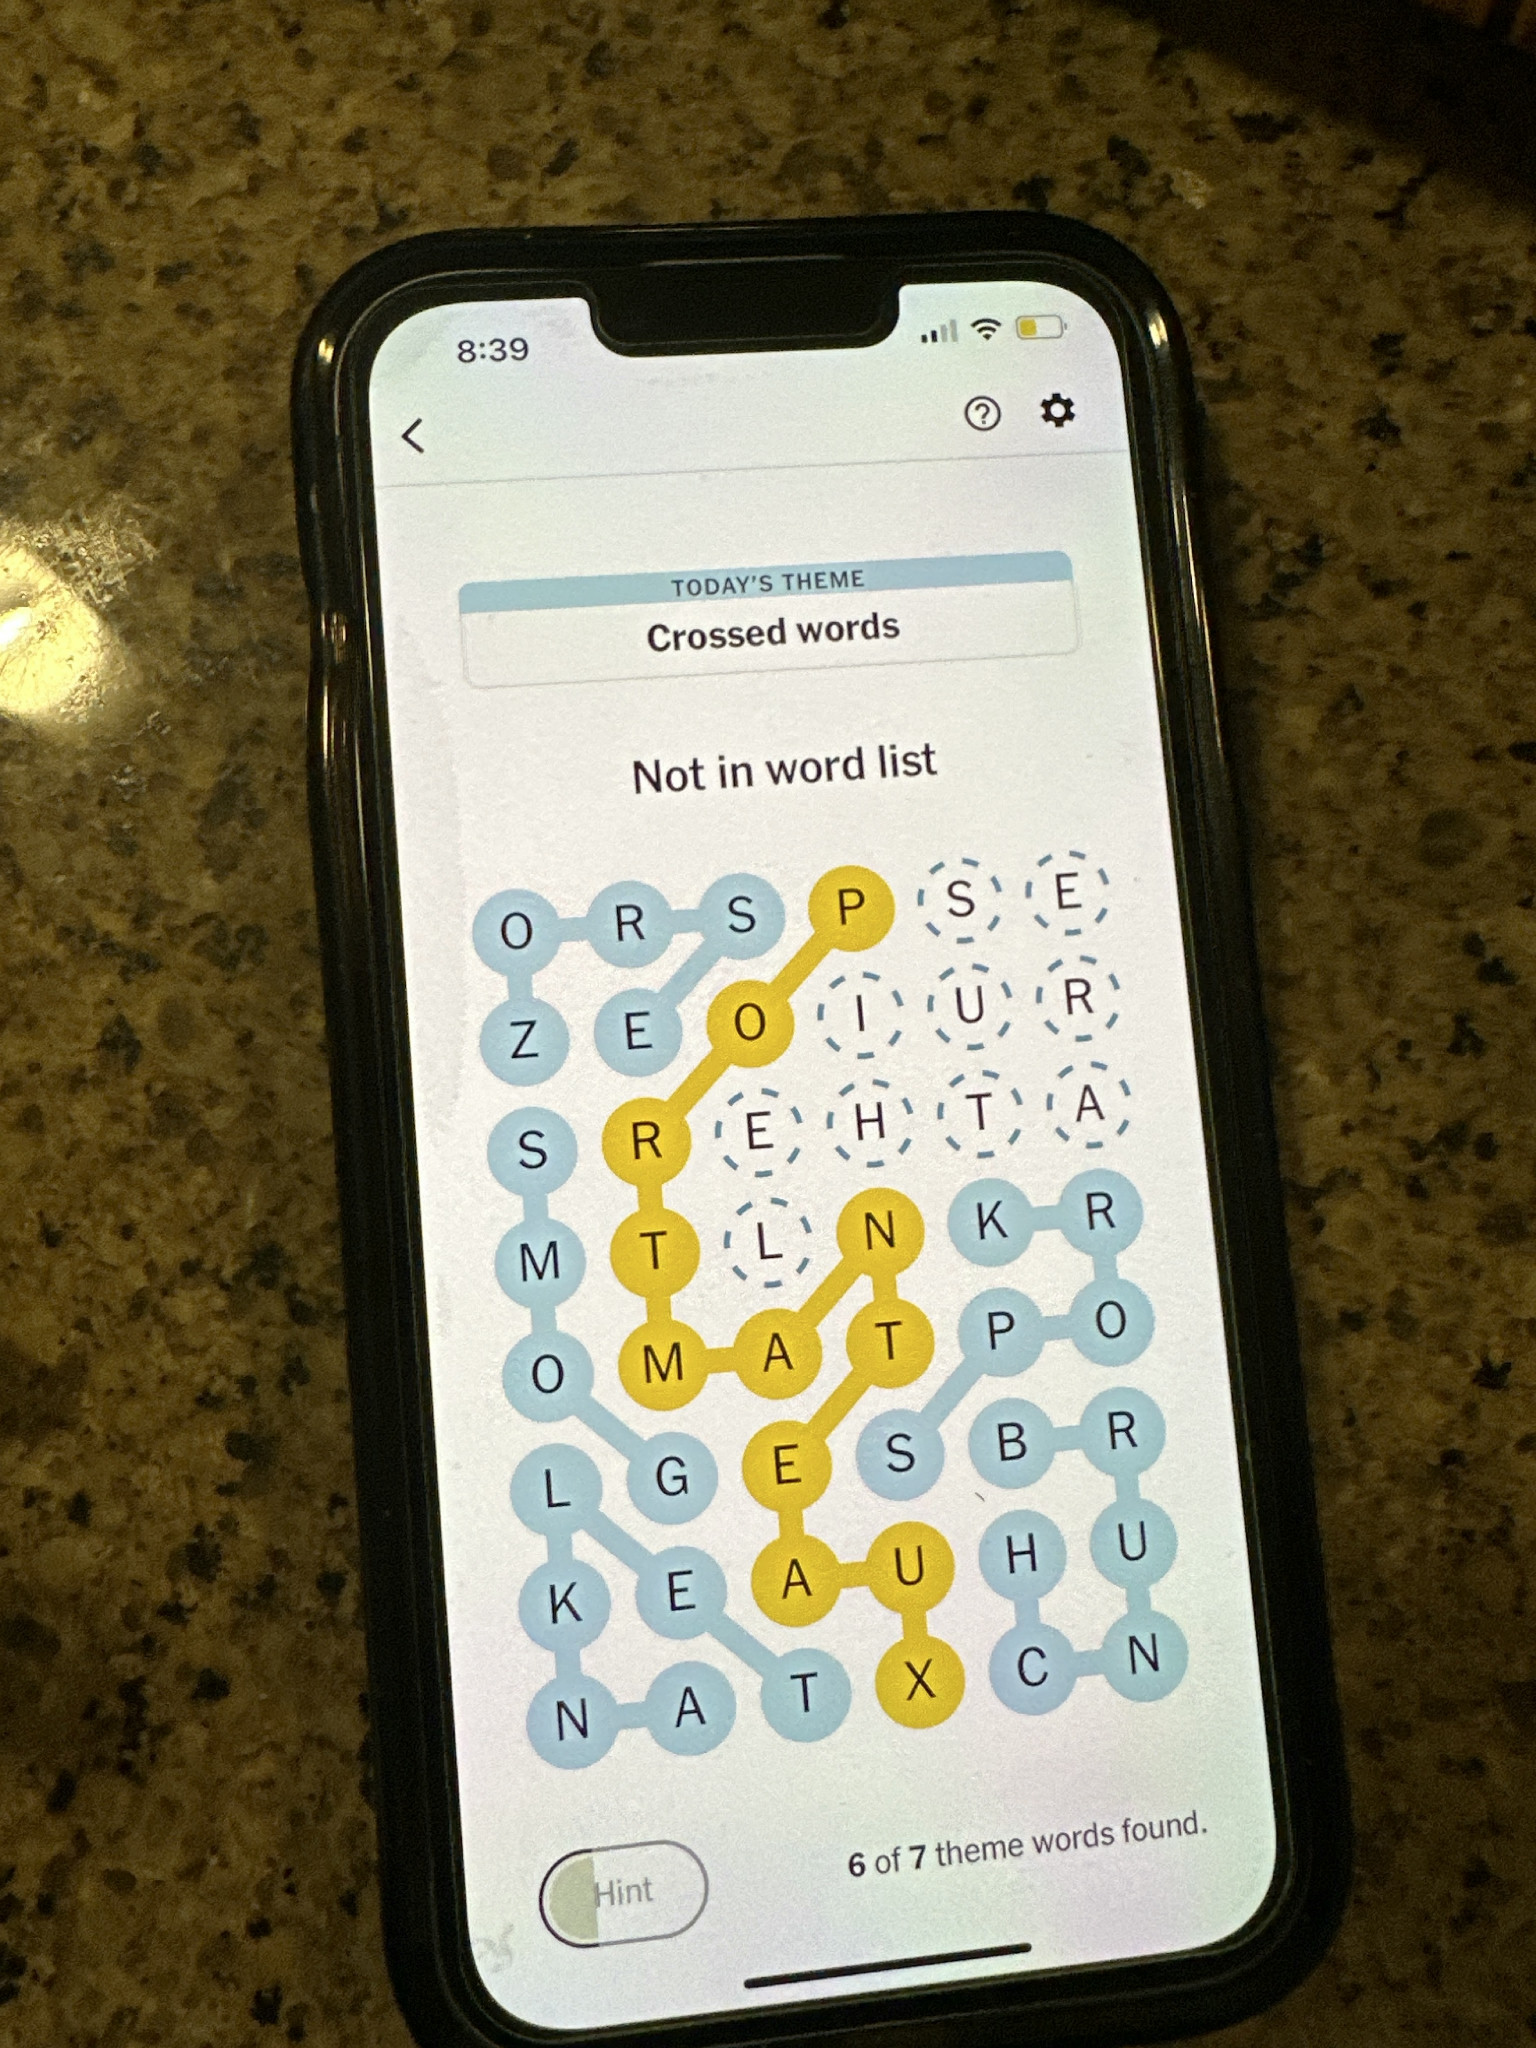 8:39
TODAY'S THEME
Crossed words
Not in word list
O R S P S E
Z E O I U R
S R E H T A
M T L N K R
O M A T P O
L G E S B R
K E A U H U
N A T X C N
Hint
6 of 7 theme words found.